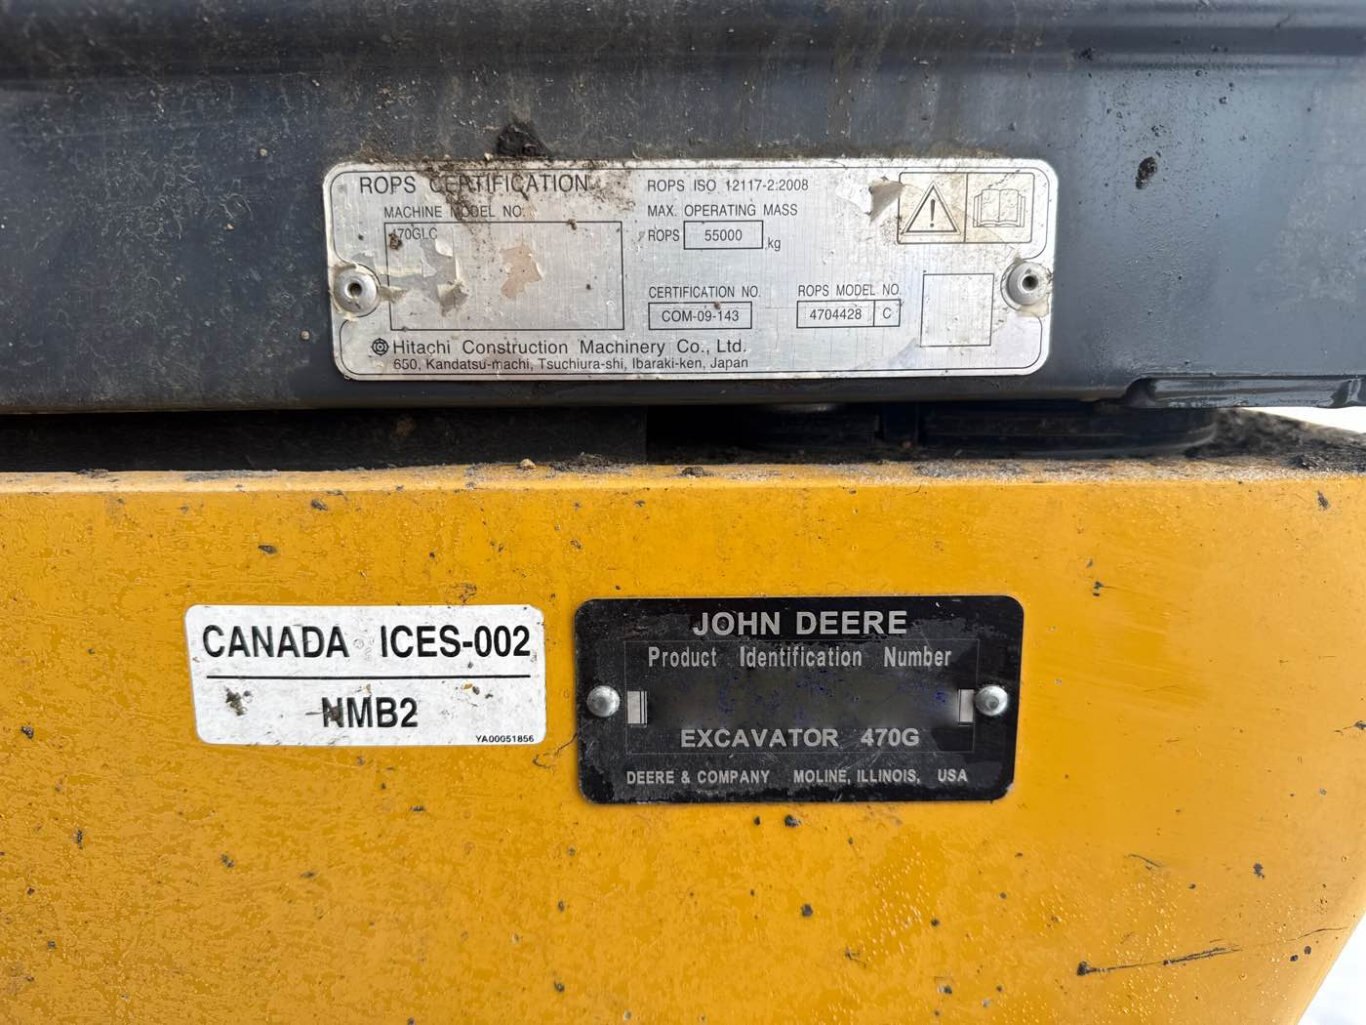 ROPS CERTIFICATION
MACHINE MODEL NO.
470GLC
ROPS ISO 12117-2:2008
MAX. OPERATING MASS
ROPS 55000 kg
CERTIFICATION NO.
COM-09-143
ROPS MODEL NO.
4704428 C
Hitachi Construction Machinery Co., Ltd.
650, Kandatsu-machi, Tsuchiura-shi, Ibaraki-ken, Japan
CANADA ICES-002
NMB2
YA00051856
JOHN DEERE
Product Identification Number
EXCAVATOR 470G
DEERE & COMPANY MOLINE, ILLINOIS, USA